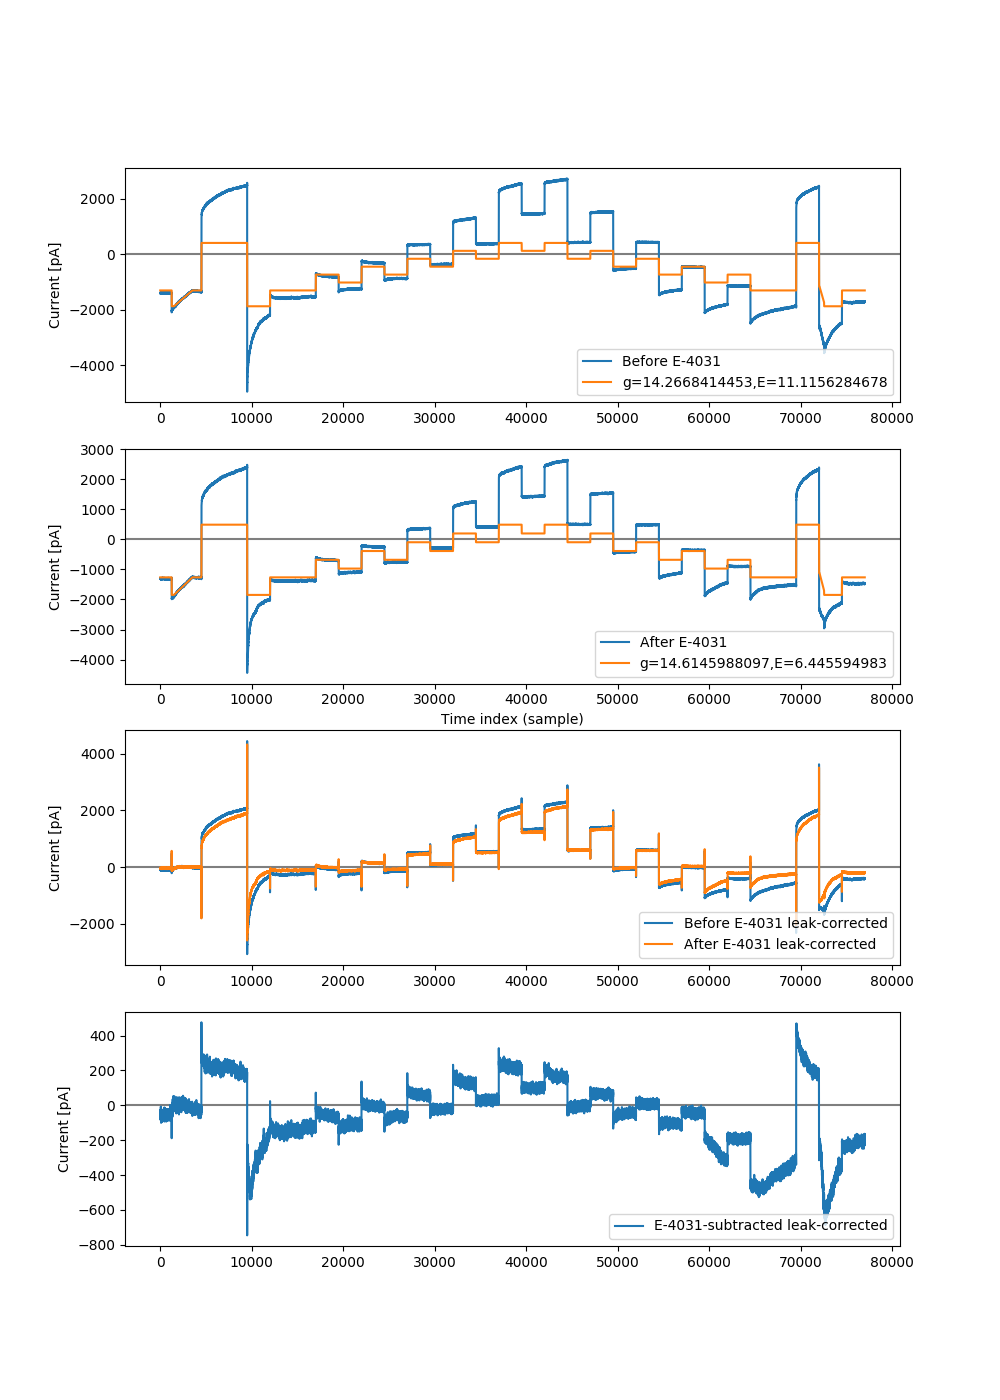 2000
0
−2000
−4000
Current [pA]
Before E-4031
g=14.2668414453,E=11.1156284678
0 10000 20000 30000 40000 50000 60000 70000 80000
3000
2000
1000
0
−1000
−2000
−3000
−4000
Current [pA]
After E-4031
g=14.6145988097,E=6.445594983
0 10000 20000 30000 40000 50000 60000 70000 80000
Time index (sample)
4000
2000
0
−2000
Current [pA]
Before E-4031 leak-corrected
After E-4031 leak-corrected
0 10000 20000 30000 40000 50000 60000 70000 80000
400
200
0
−200
−400
−600
−800
Current [pA]
E-4031-subtracted leak-corrected
0 10000 20000 30000 40000 50000 60000 70000 80000